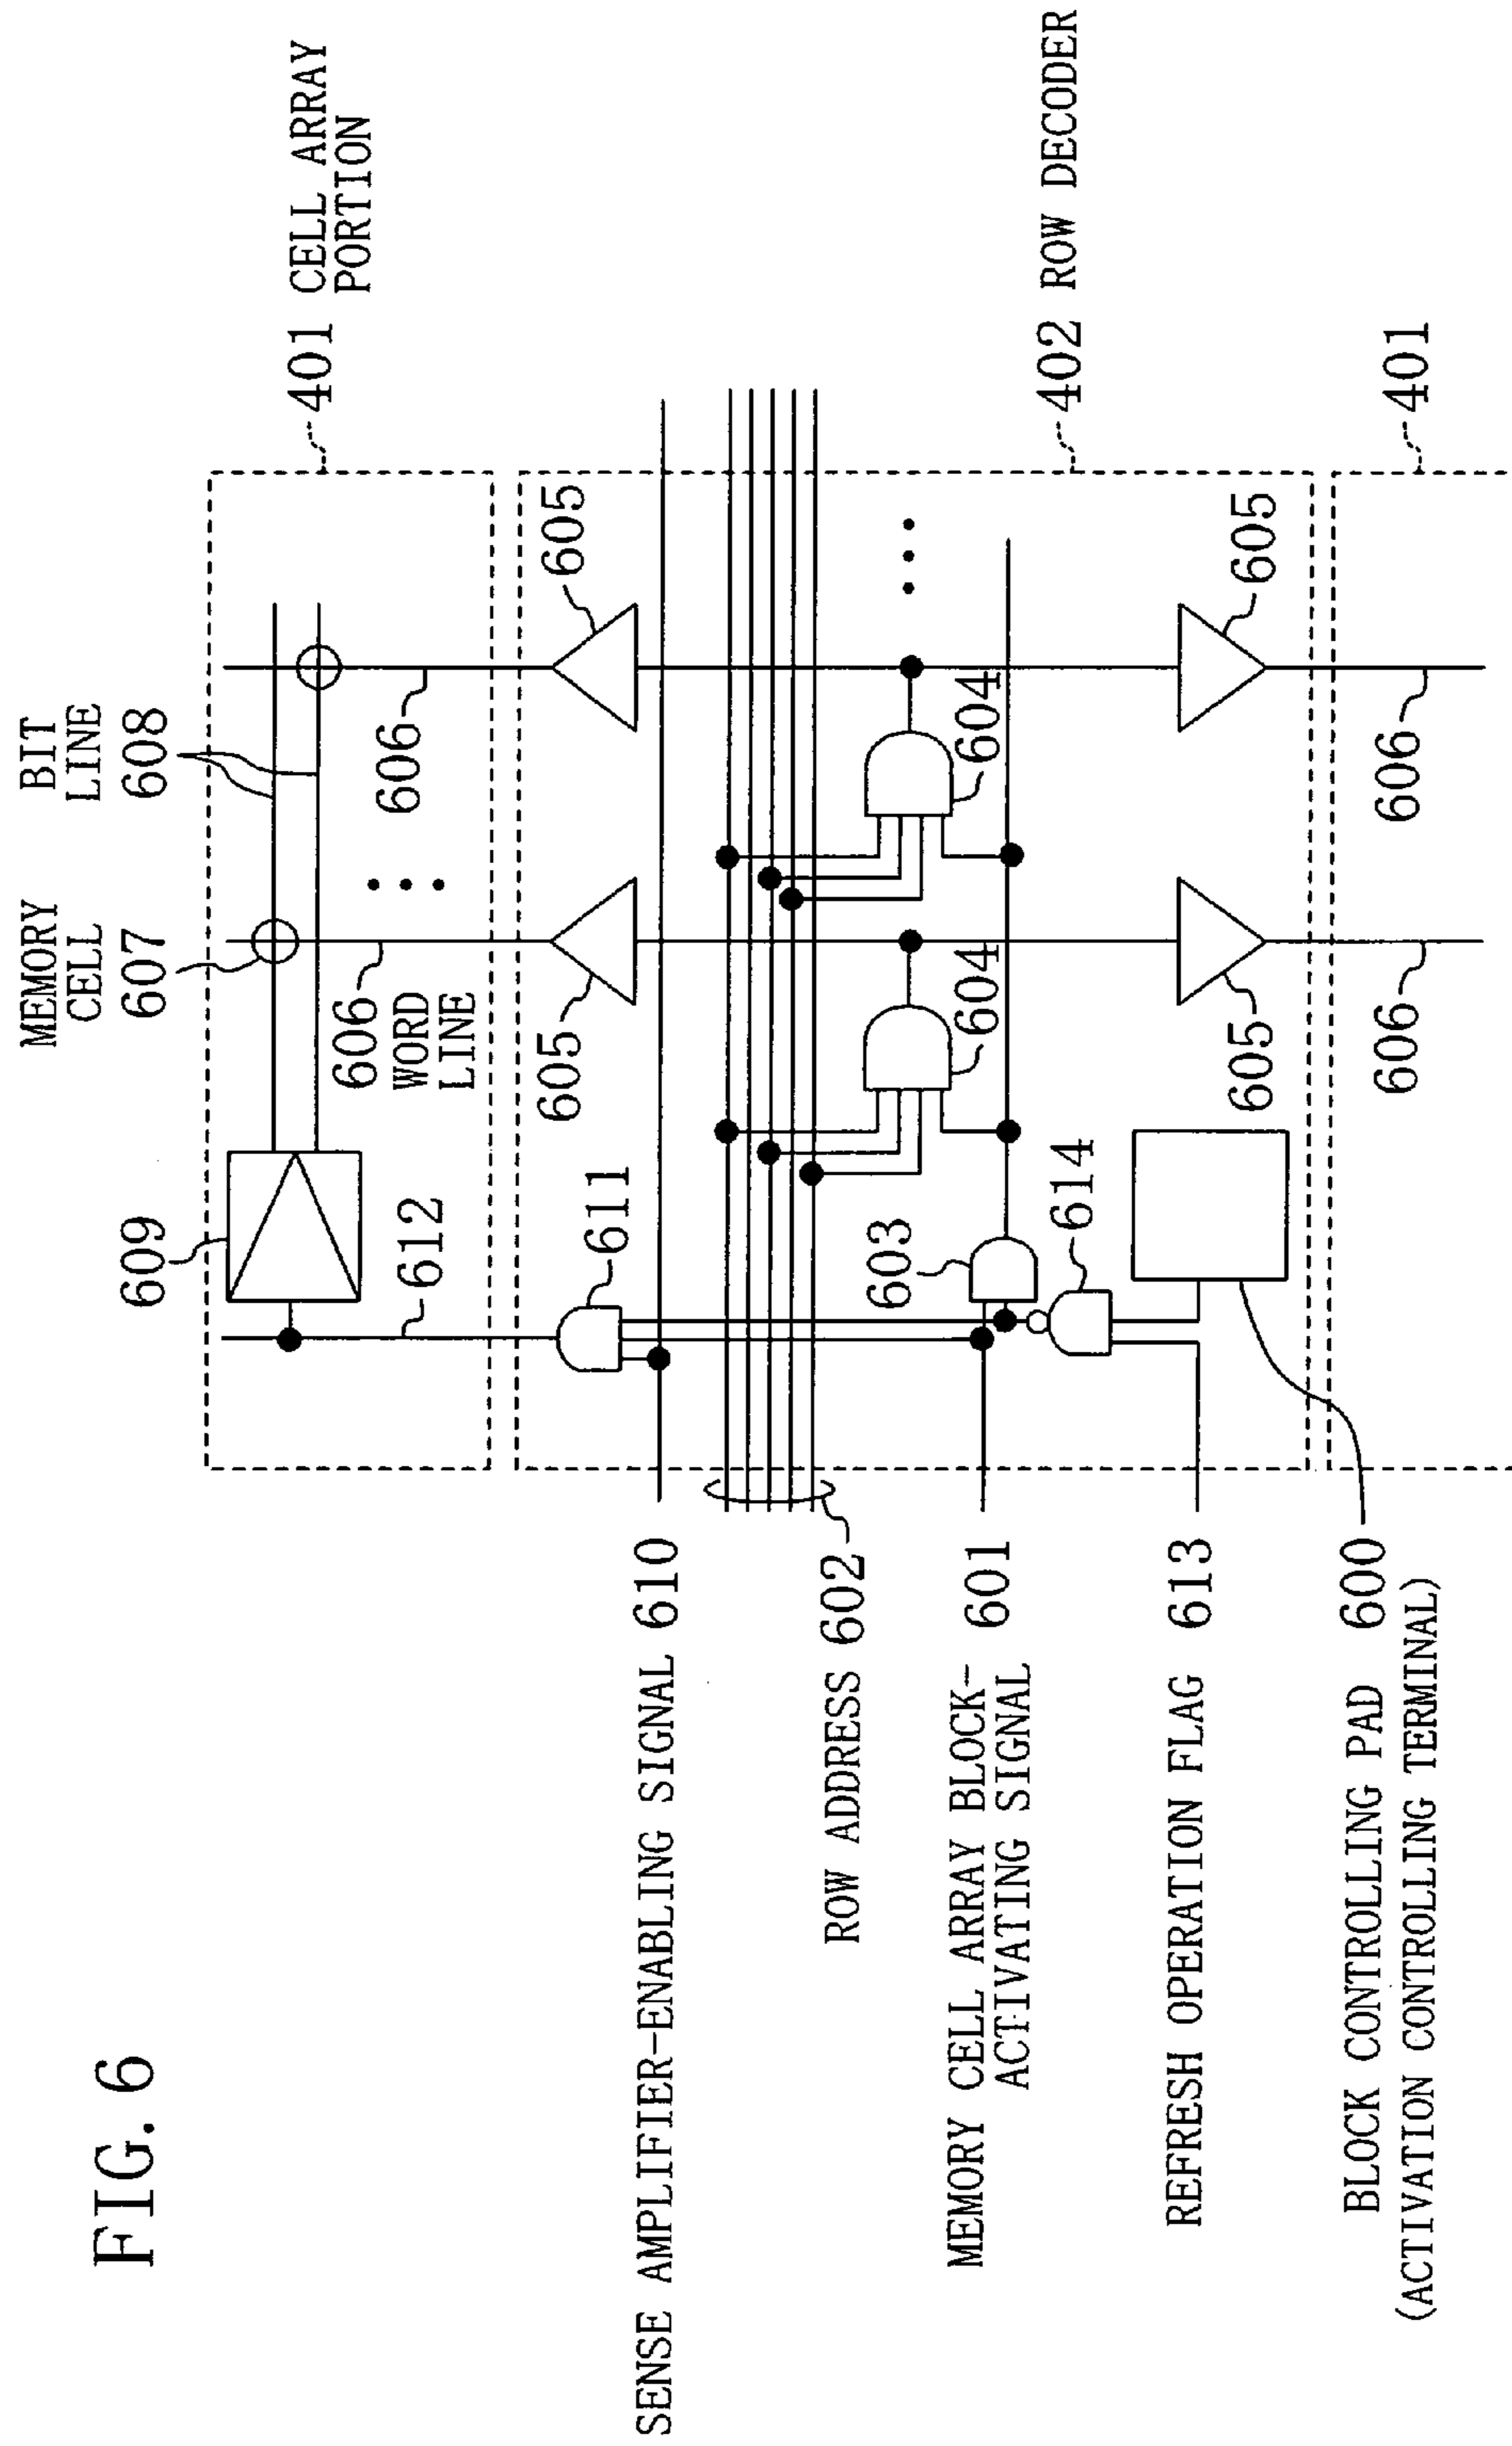 FIG. 6
MEMORY
CELL
607
BIT
LINE
608
609
612
606
WORD
LINE
606
401 CELL ARRAY
PORTION
605
605
611
SENSE AMPLIFIER-ENABLING SIGNAL 610
ROW ADDRESS 602
604
604
603
MEMORY CELL ARRAY BLOCK-
ACTIVATING SIGNAL
601
614
402 ROW DECODER
REFRESH OPERATION FLAG 613
605
605
BLOCK CONTROLLING PAD 600
(ACTIVATION CONTROLLING TERMINAL)
606
606
401